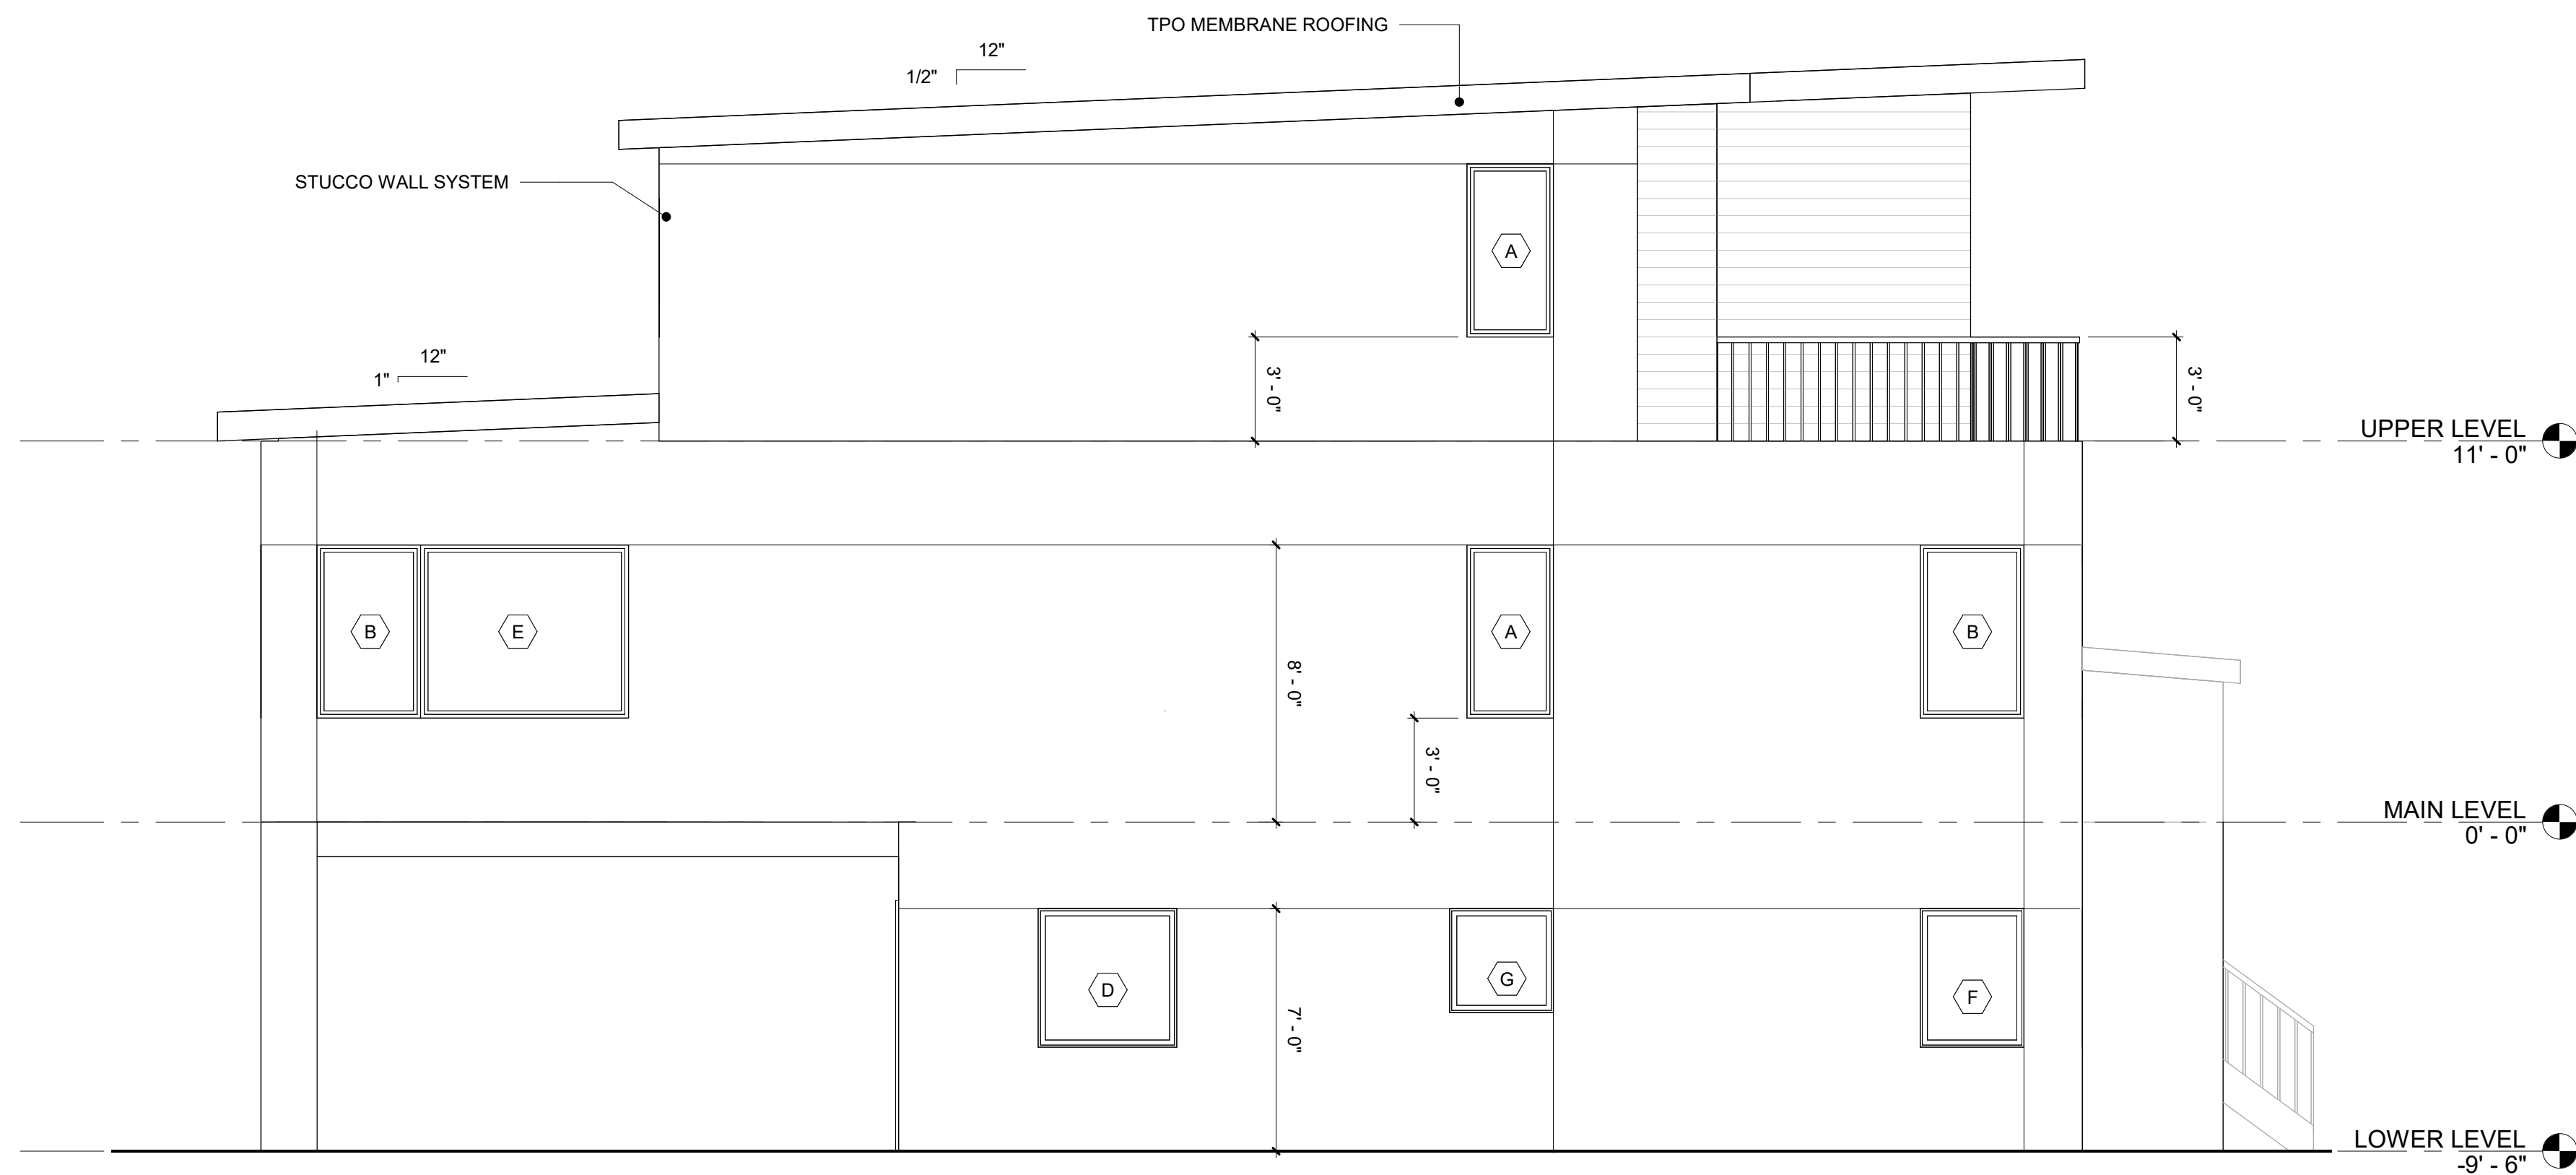 TPO MEMBRANE ROOFING
12"
1/2"
STUCCO WALL SYSTEM
A
12"
1"
3' - 0"
3' - 0"
UPPER LEVEL
11' - 0"
B
E
A
B
8' - 0"
3' - 0"
MAIN LEVEL
0' - 0"
D
G
F
7' - 0"
LOWER LEVEL
-9' - 6"